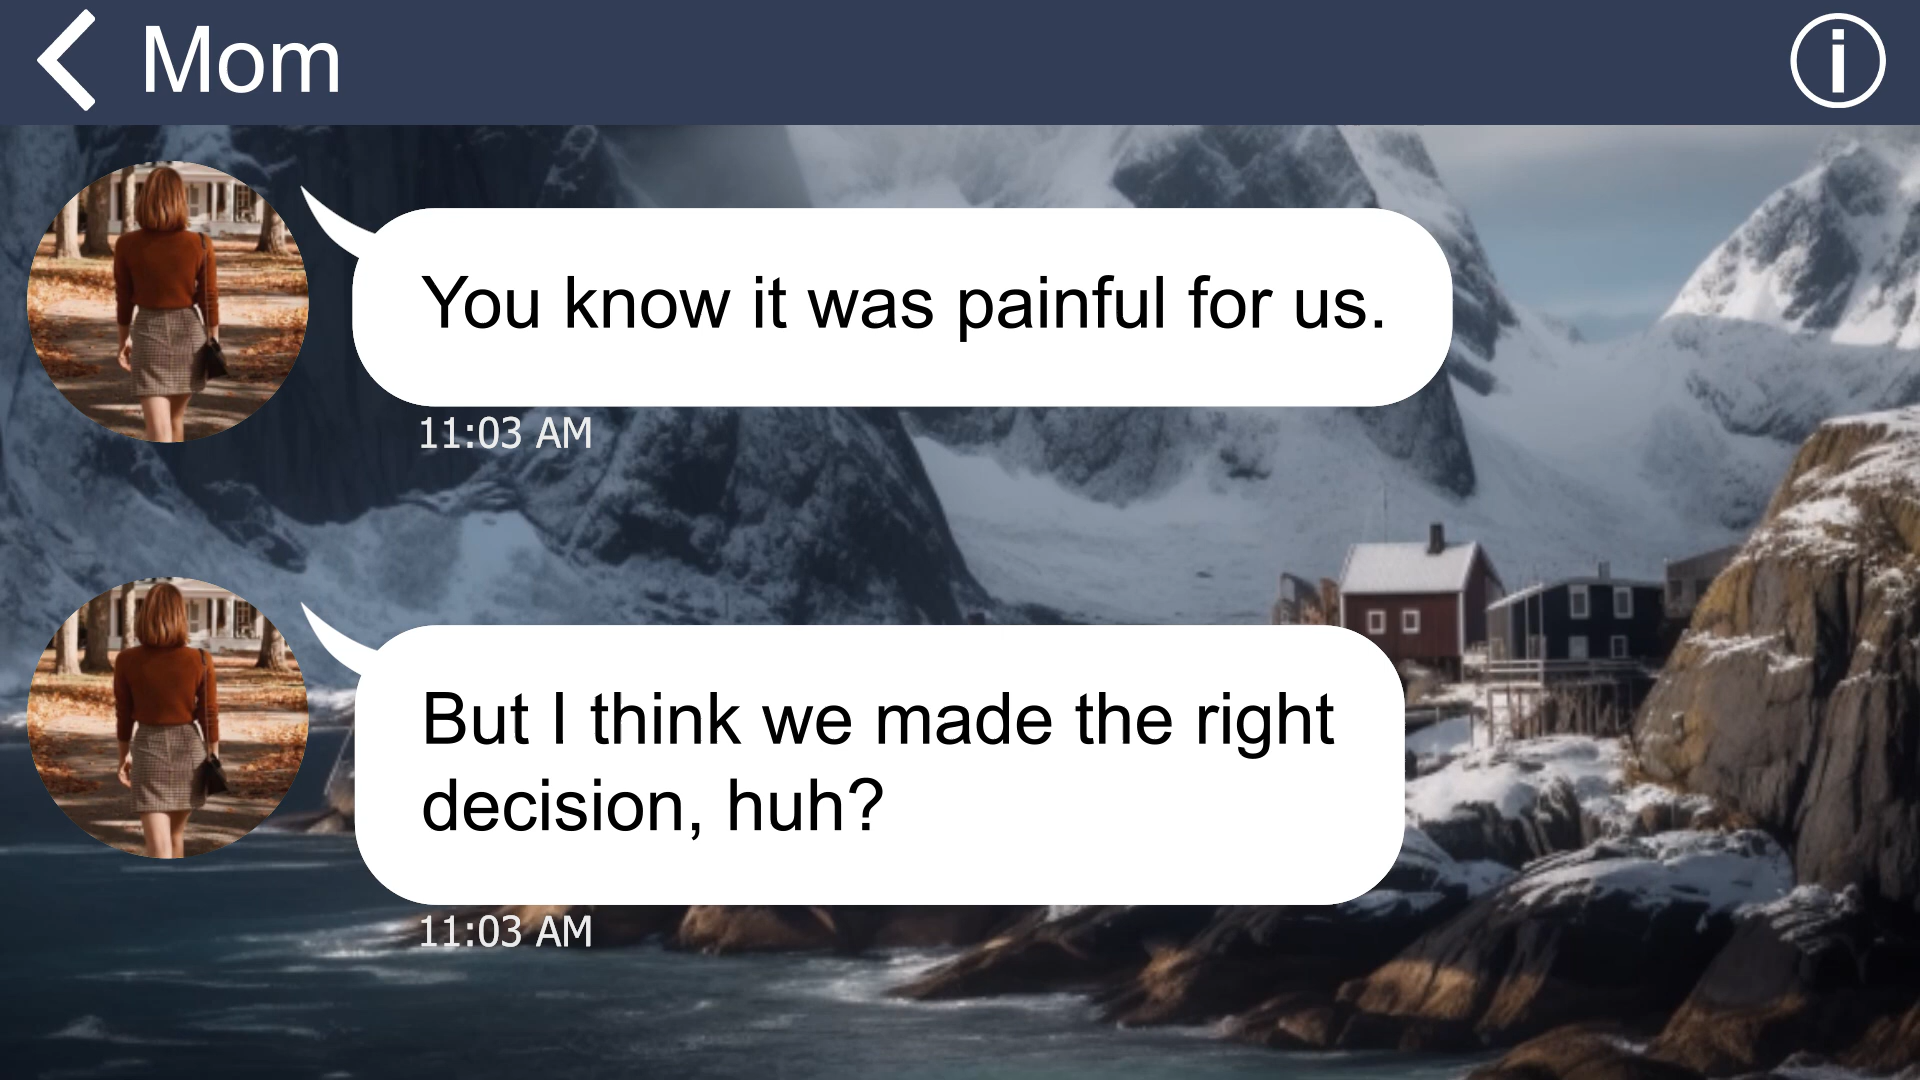 Mom
You know it was painful for us.
11:03 AM
But I think we made the right
decision, huh?
11:03 AM